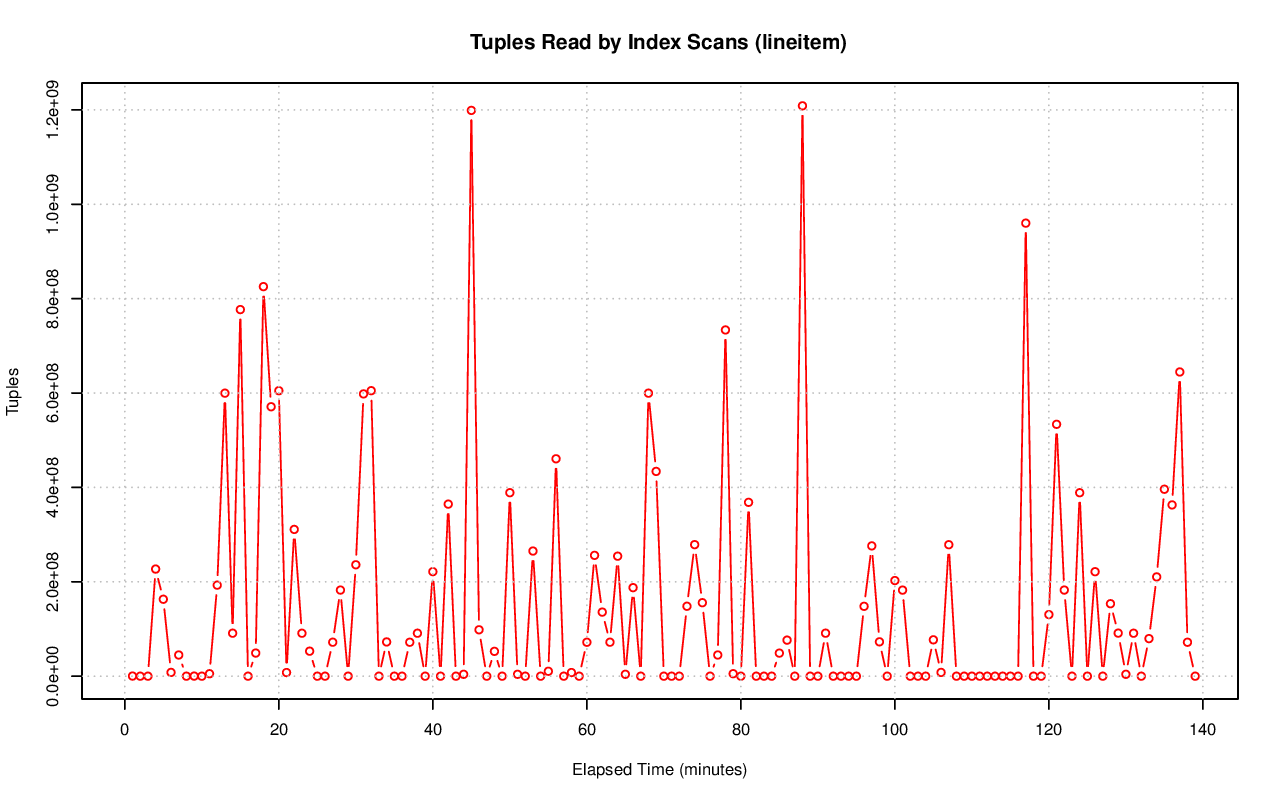 Tuples Read by Index Scans (lineitem)
1.2e+09
1.0e+09
8.0e+08
6.0e+08
4.0e+08
2.0e+08
0.0e+00
Tuples
0 20 40 60 80 100 120 140
Elapsed Time (minutes)